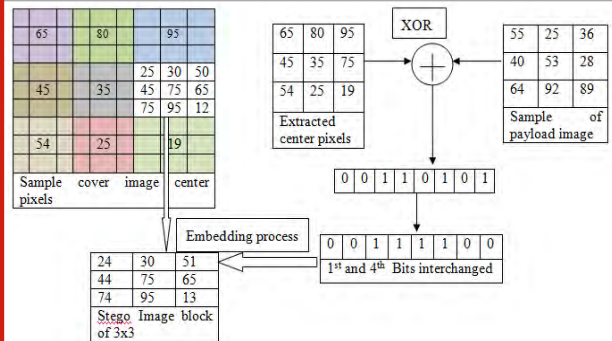 65 80 95
25 30 50
45 35 45 75 65
75 95 12
54 25 19
Sample cover image center
pixels
65 80 95
45 35 75
54 25 19
Extracted
center pixels
XOR
55 25 36
40 53 28
64 92 89
Sample of
payload image
0 0 1 1 0 1 0 1
0 0 1 1 1 1 0 0
1st and 4th Bits interchanged
Embedding process
24 30 51
44 75 65
74 95 13
Stego Image block
of 3x3